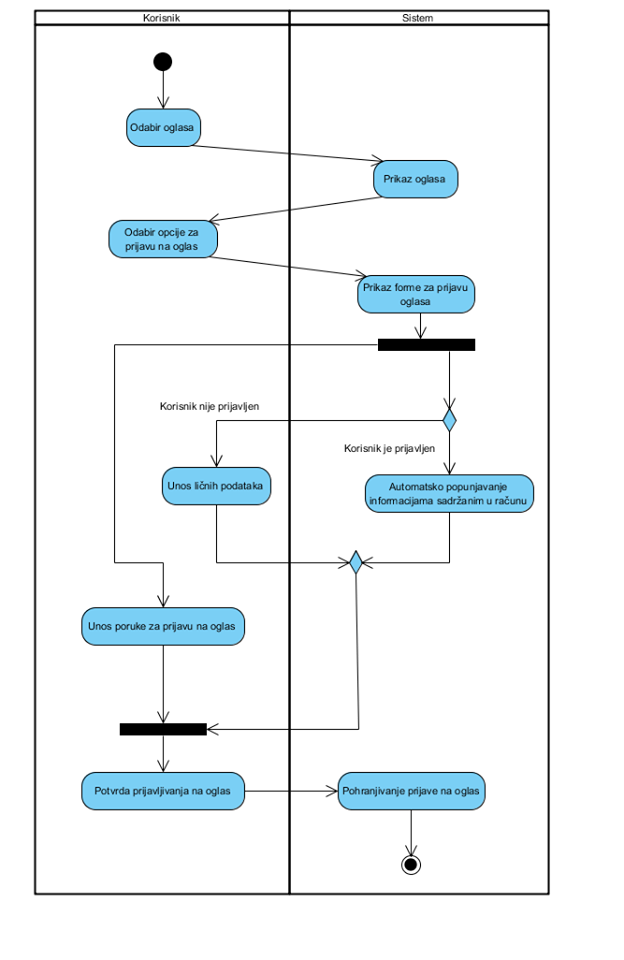 Korisnik
Sistem
Odabir oglasa
Prikaz oglasa
Odabir opcije za
prijavu na oglas
Prikaz forme za prijavu
oglasa
Korisnik nije prijavljen
Korisnik je prijavljen
Unos ličnih podataka
Automatsko popunjavanje
informacijama sadržanim u računu
Unos poruke za prijavu na oglas
Potvrda prijavljivanja na oglas
Pohranjivanje prijave na oglas